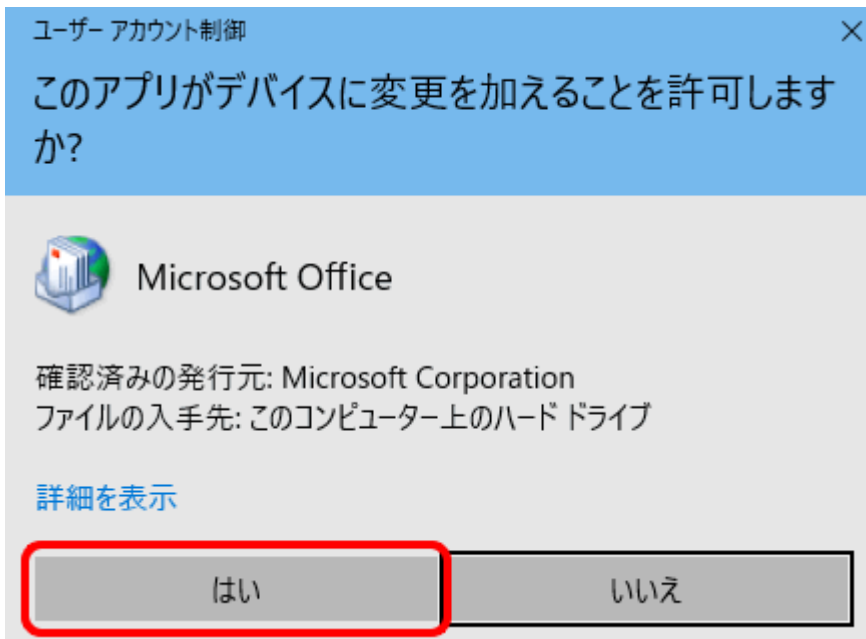 ユーザー アカウント制御
このアプリがデバイスに変更を加えることを許可します
か?
Microsoft Office
確認済みの発行元: Microsoft Corporation
ファイルの入手先: このコンピューター上のハード ドライブ
詳細を表示
はい
いいえ